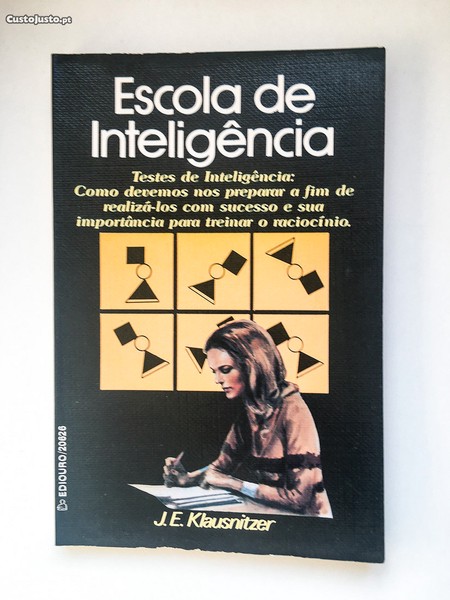 CustoJusto.pt
Escola de
Inteligência
Testes de Inteligência:
Como devemos nos preparar a fim de
realizá-los com sucesso e sua
importância para treinar o raciocínio.
EDIOURO/20626
J.E. Klausnitzer